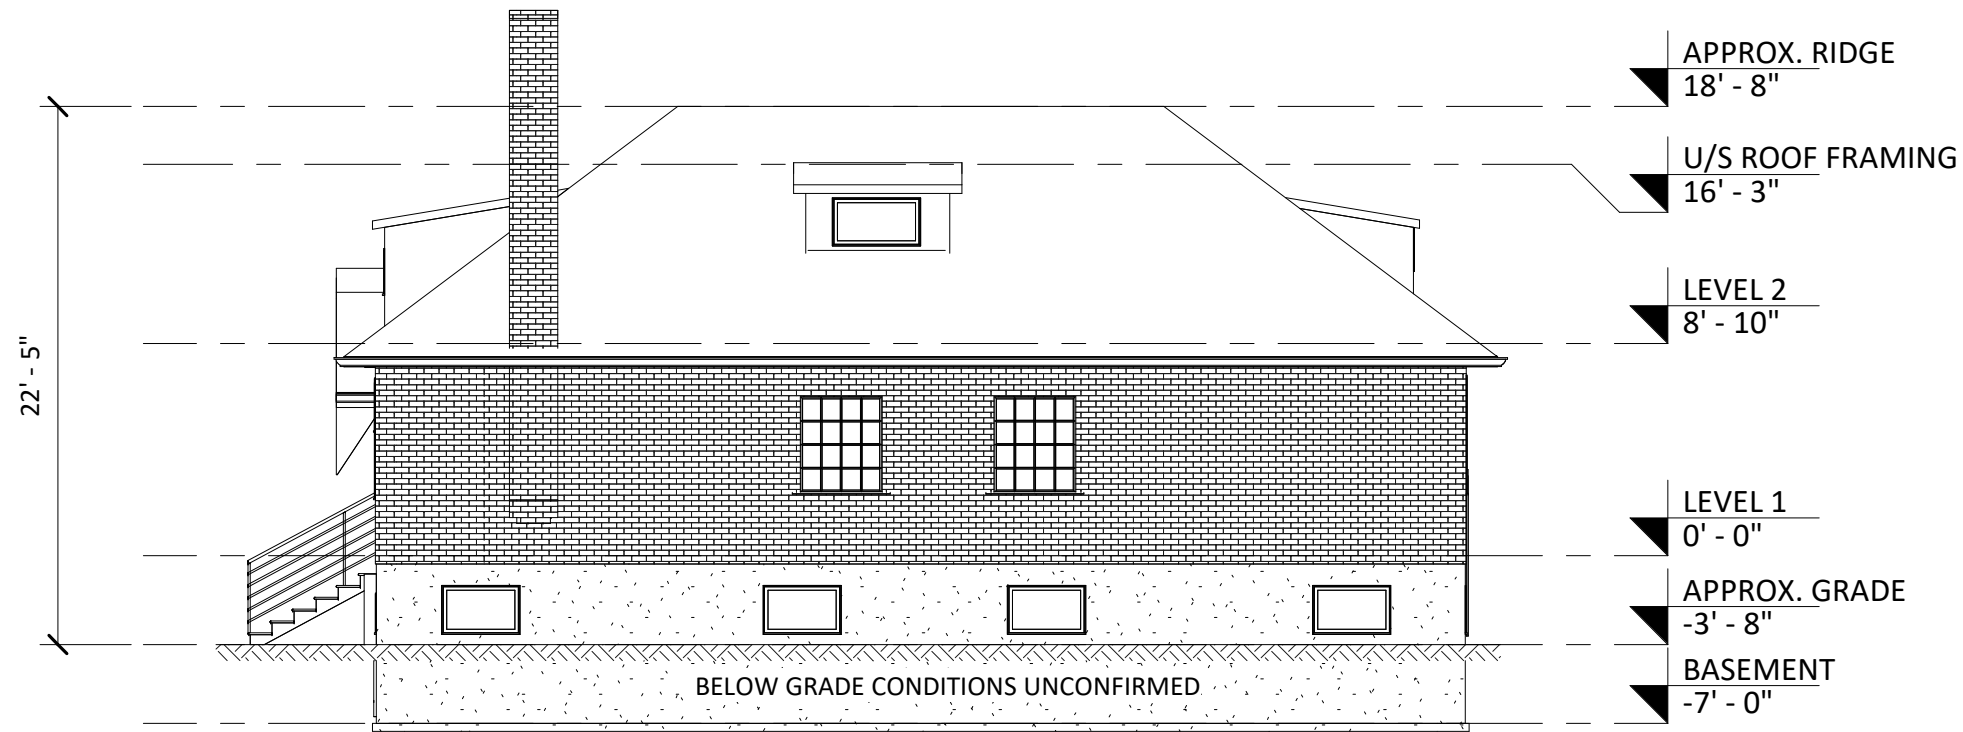 APPROX. RIDGE
18' - 8"
U/S ROOF FRAMING
16' - 3"
LEVEL 2
8' - 10"
22' - 5"
LEVEL 1
0' - 0"
APPROX. GRADE
-3' - 8"
BASEMENT
-7' - 0"
BELOW GRADE CONDITIONS UNCONFIRMED